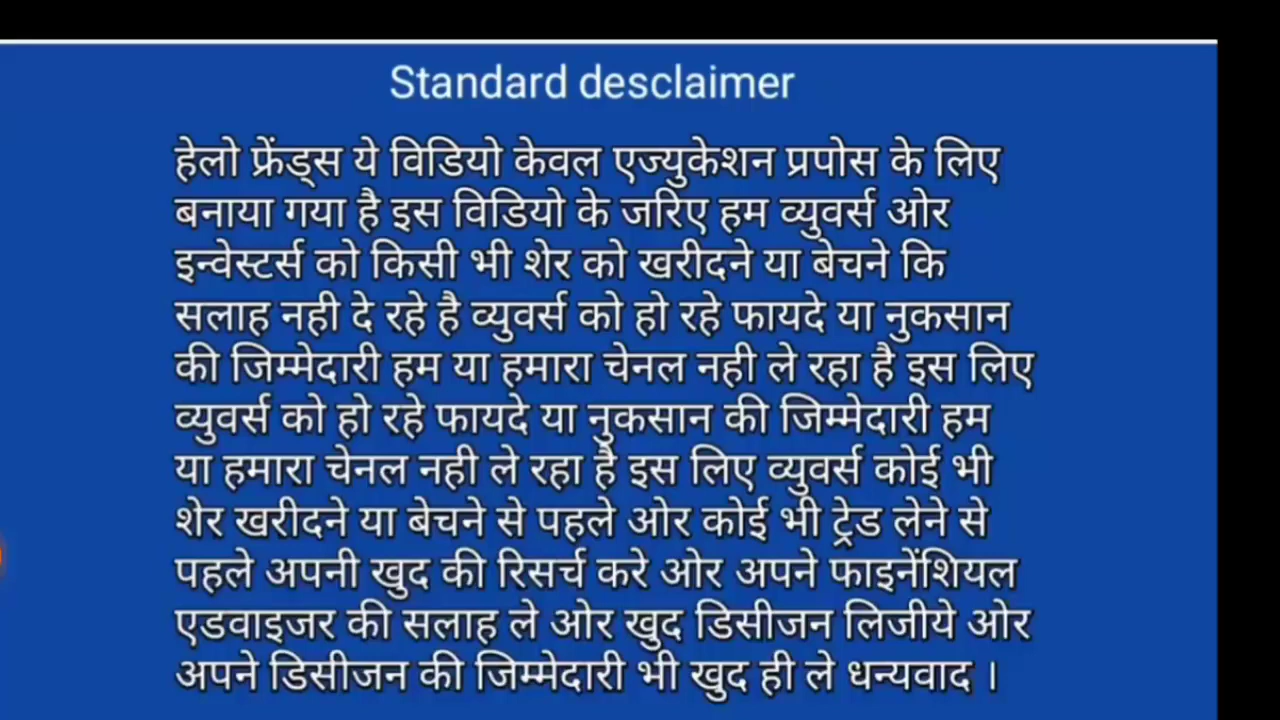 Standard desclaimer
हेलो फ्रेंड्स ये विडियो केवल एज्युकेशन प्रपोस के लिए
बनाया गया है इस विडियो के जरिए हम व्युवर्स ओर
इन्वेस्टर्स को किसी भी शेर को खरीदने या बेचने कि
सलाह नही दे रहे है व्युवर्स को हो रहे फायदे या नुकसान
की जिम्मेदारी हम या हमारा चेनल नही ले रहा है इस लिए
व्युवर्स को हो रहे फायदे या नुकसान की जिम्मेदारी हम
या हमारा चेनल नही ले रहा है इस लिए व्युवर्स कोई भी
शेर खरीदने या बेचने से पहले ओर कोई भी ट्रेड लेने से
पहले अपनी खुद की रिसर्च करे ओर अपने फाइनेंशियल
एडवाइजर की सलाह ले ओर खुद डिसीजन लिजीये ओर
अपने डिसीजन की जिम्मेदारी भी खुद ही ले धन्यवाद ।